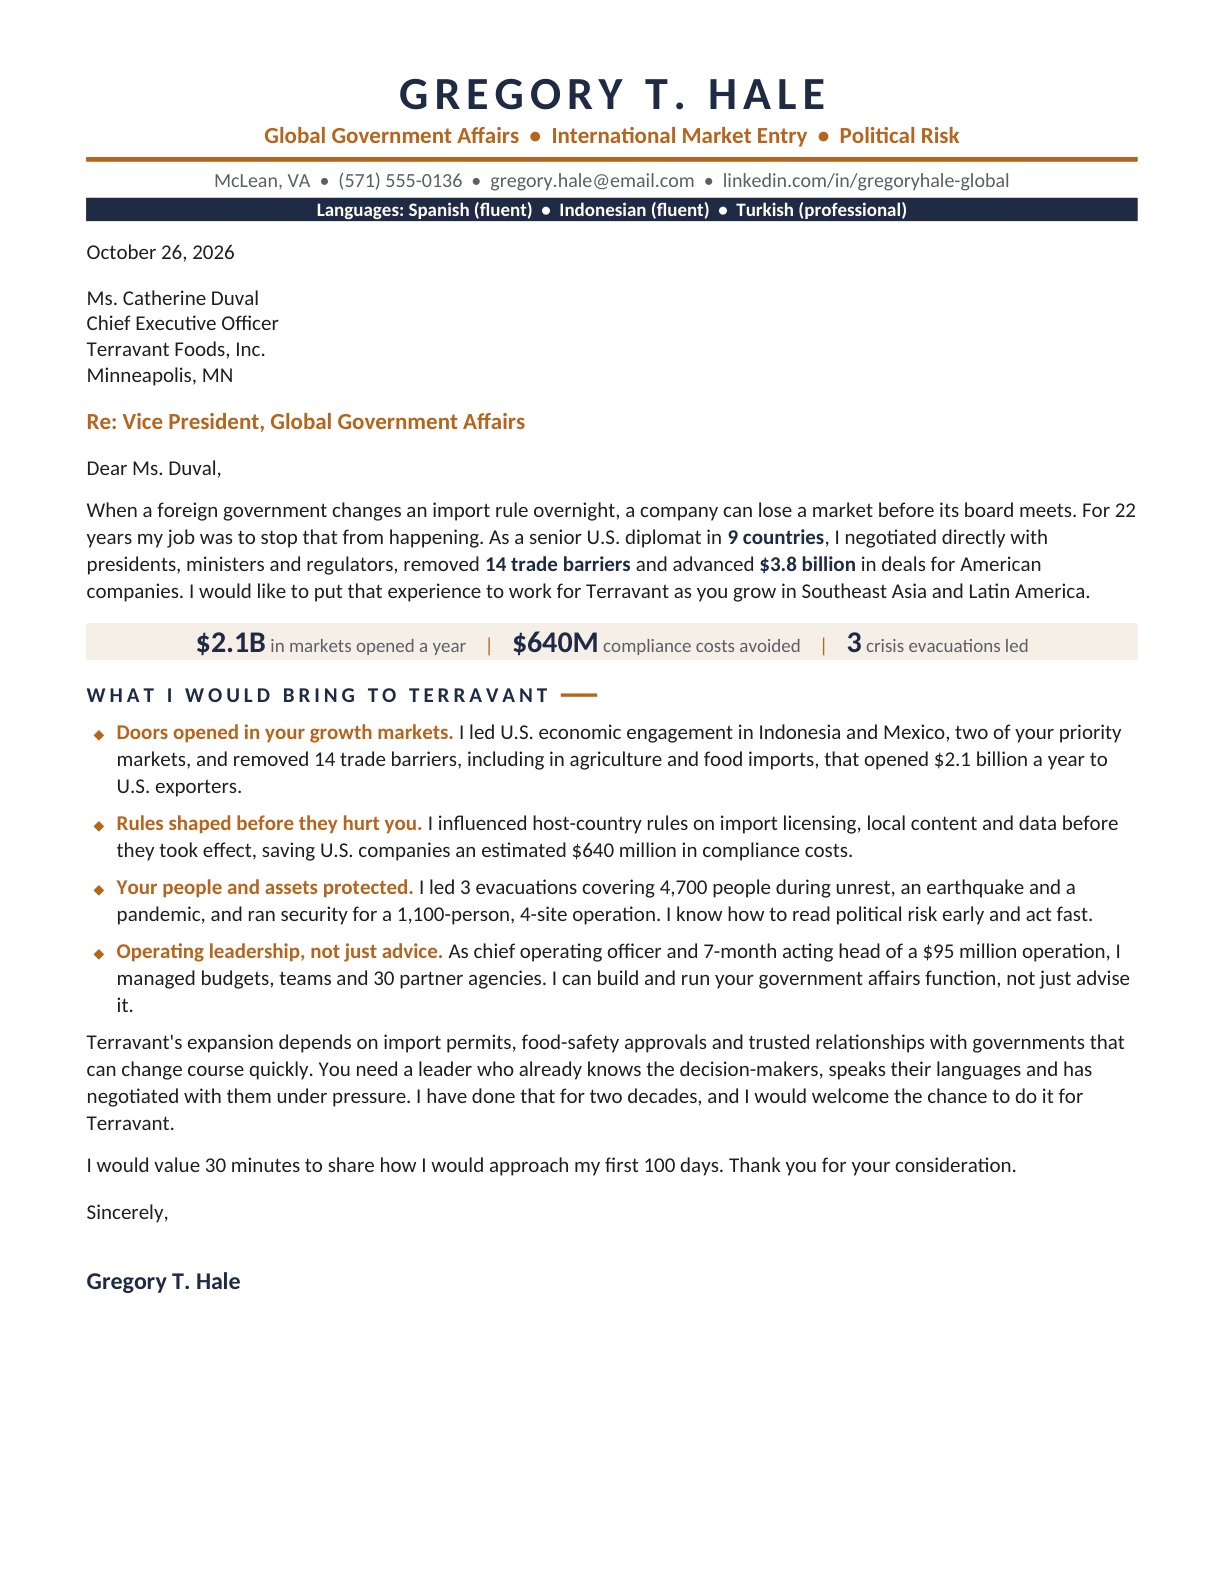 GREGORY T. HALE
Global Government Affairs ● International Market Entry ● Political Risk
McLean, VA ● (571) 555-0136 ● gregory.hale@email.com ● linkedin.com/in/gregoryhale-global
Languages: Spanish (fluent) ● Indonesian (fluent) ● Turkish (professional)
October 26, 2026
Ms. Catherine Duval
Chief Executive Officer
Terravant Foods, Inc.
Minneapolis, MN
Re: Vice President, Global Government Affairs
Dear Ms. Duval,
When a foreign government changes an import rule overnight, a company can lose a market before its board meets. For 22
years my job was to stop that from happening. As a senior U.S. diplomat in 9 countries, I negotiated directly with
presidents, ministers and regulators, removed 14 trade barriers and advanced $3.8 billion in deals for American
companies. I would like to put that experience to work for Terravant as you grow in Southeast Asia and Latin America.
$2.1B in markets opened a year | $640M compliance costs avoided | 3 crisis evacuations led
WHAT I WOULD BRING TO TERRAVANT
◆ Doors opened in your growth markets. I led U.S. economic engagement in Indonesia and Mexico, two of your priority
markets, and removed 14 trade barriers, including in agriculture and food imports, that opened $2.1 billion a year to
U.S. exporters.
◆ Rules shaped before they hurt you. I influenced host-country rules on import licensing, local content and data before
they took effect, saving U.S. companies an estimated $640 million in compliance costs.
◆ Your people and assets protected. I led 3 evacuations covering 4,700 people during unrest, an earthquake and a
pandemic, and ran security for a 1,100-person, 4-site operation. I know how to read political risk early and act fast.
◆ Operating leadership, not just advice. As chief operating officer and 7-month acting head of a $95 million operation, I
managed budgets, teams and 30 partner agencies. I can build and run your government affairs function, not just advise
it.
Terravant's expansion depends on import permits, food-safety approvals and trusted relationships with governments that
can change course quickly. You need a leader who already knows the decision-makers, speaks their languages and has
negotiated with them under pressure. I have done that for two decades, and I would welcome the chance to do it for
Terravant.
I would value 30 minutes to share how I would approach my first 100 days. Thank you for your consideration.
Sincerely,
Gregory T. Hale